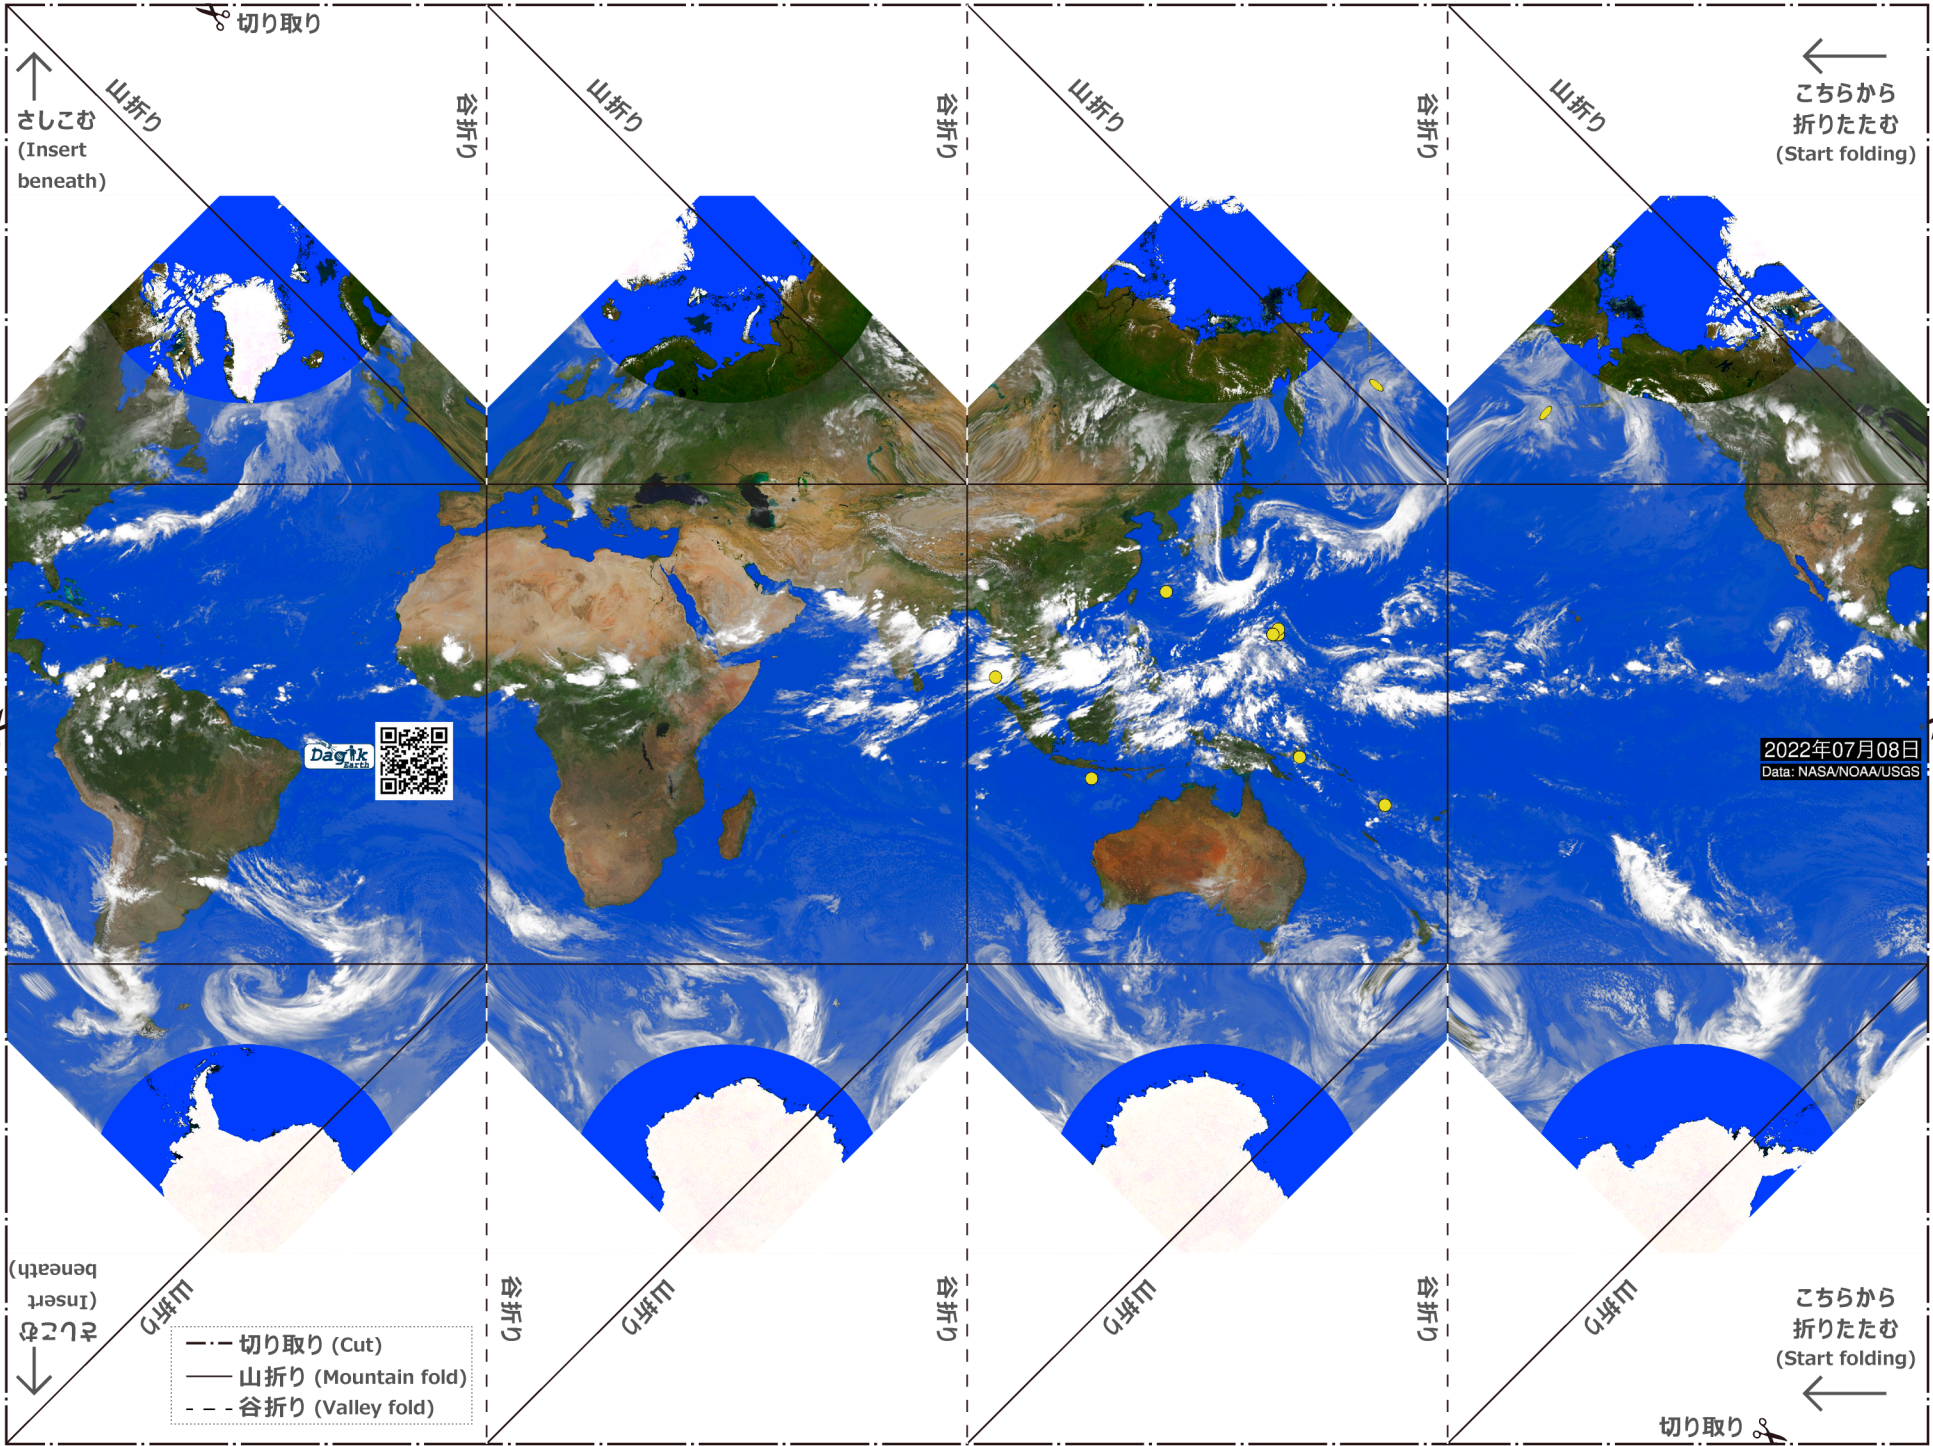 切り取り
さしこむ
(Insert
beneath)
山折り
谷折り
山折り
谷折り
山折り
谷折り
山折り
こちらから
折りたたむ
(Start folding)
Dagik
Earth
2022年07月08日
Data: NASA/NOAA/USGS
さしこむ
(Insert
beneath)
山折り
谷折り
山折り
谷折り
山折り
谷折り
山折り
こちらから
折りたたむ
(Start folding)
切り取り (Cut)
山折り (Mountain fold)
谷折り (Valley fold)
切り取り